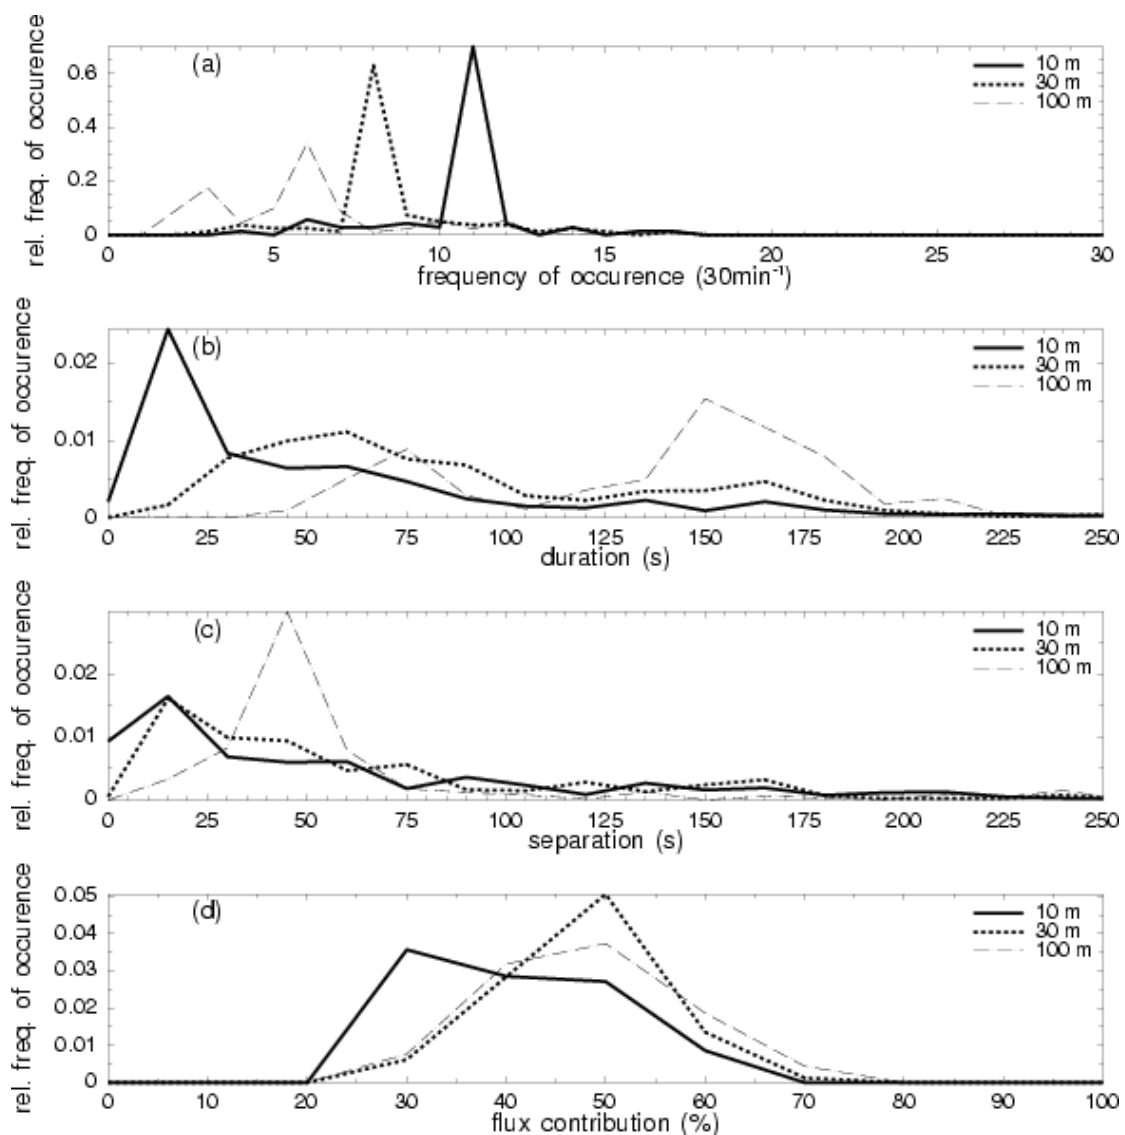 (a)
10 m
30 m
100 m
rel. freq. of occurence
0.6
0.4
0.2
0
0 5 10 15 20 25 30
frequency of occurence (30min⁻¹)
(b)
10 m
30 m
100 m
rel. freq. of occurence
0.02
0.01
0
0 25 50 75 100 125 150 175 200 225 250
duration (s)
(c)
10 m
30 m
100 m
rel. freq. of occurence
0.02
0.01
0
0 25 50 75 100 125 150 175 200 225 250
separation (s)
(d)
10 m
30 m
100 m
rel. freq. of occurence
0.05
0.04
0.03
0.02
0.01
0
0 10 20 30 40 50 60 70 80 90 100
flux contribution (%)